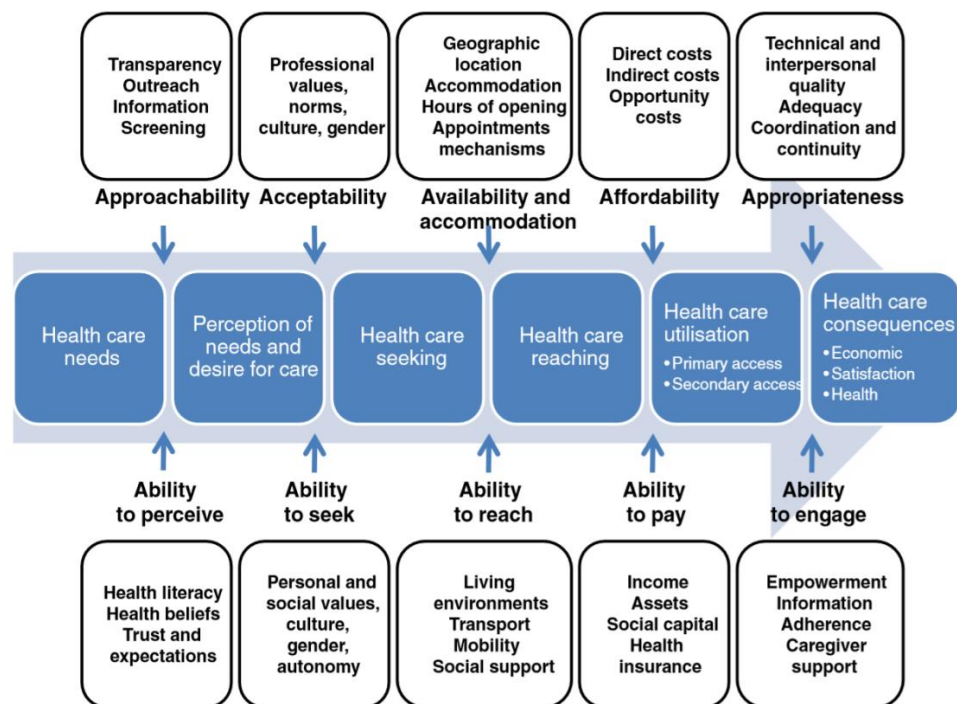 Transparency
Outreach
Information
Screening
Professional
values,
norms,
culture, gender
Geographic
location
Accommodation
Hours of opening
Appointments
mechanisms
Direct costs
Indirect costs
Opportunity
costs
Technical and
interpersonal
quality
Adequacy
Coordination and
continuity
Approachability
Acceptability
Availability and
accommodation
Affordability
Appropriateness
Health care
needs
Perception of
needs and
desire for care
Health care
seeking
Health care
reaching
Health care
utilisation
• Primary access
• Secondary access
Health care
consequences
• Economic
• Satisfaction
• Health
Ability
to perceive
Ability
to seek
Ability
to reach
Ability
to pay
Ability
to engage
Health literacy
Health beliefs
Trust and
expectations
Personal and
social values,
culture,
gender,
autonomy
Living
environments
Transport
Mobility
Social support
Income
Assets
Social capital
Health
insurance
Empowerment
Information
Adherence
Caregiver
support